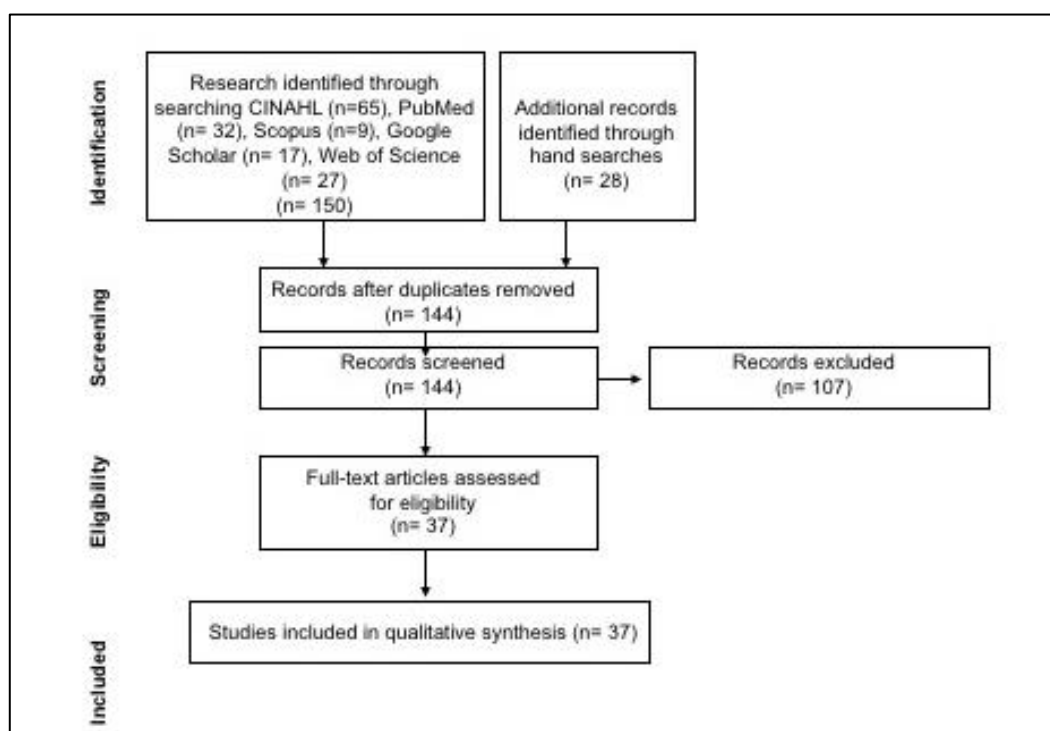 Identification
Research identified through
searching CINAHL (n=65), PubMed
(n= 32), Scopus (n=9), Google
Scholar (n= 17), Web of Science
(n= 27)
(n= 150)
Additional records
identified through
hand searches
(n= 28)
Screening
Records after duplicates removed
(n= 144)
Records screened
(n= 144)
Records excluded
(n= 107)
Eligibility
Full-text articles assessed
for eligibility
(n= 37)
Included
Studies included in qualitative synthesis (n= 37)